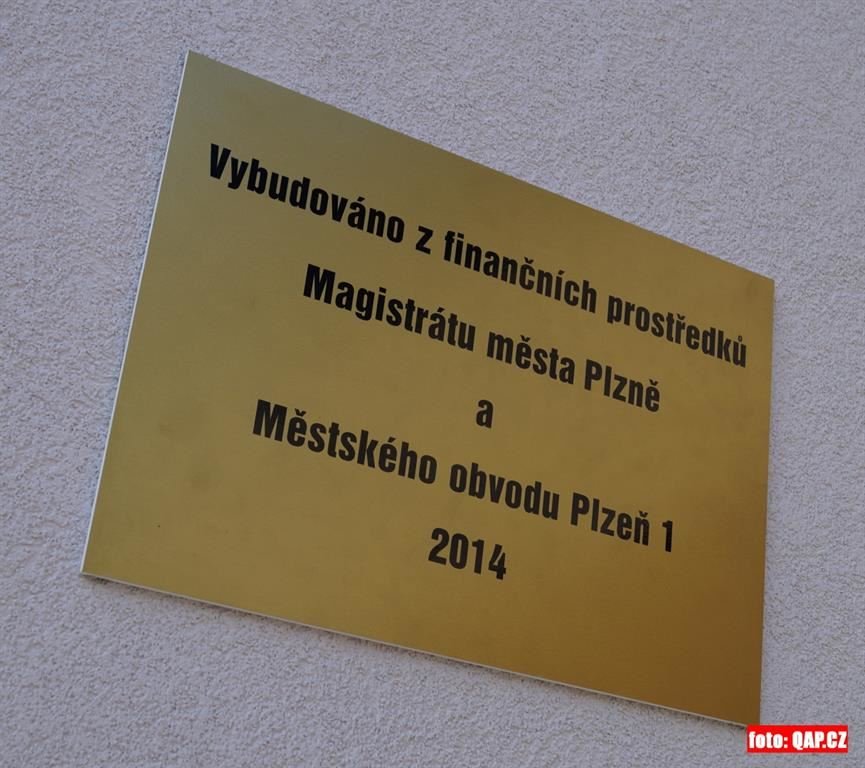 Vybudováno z finančních prostředků
Magistrátu města Plzně
a
Městského obvodu Plzeň 1
2014
foto: QAP.CZ